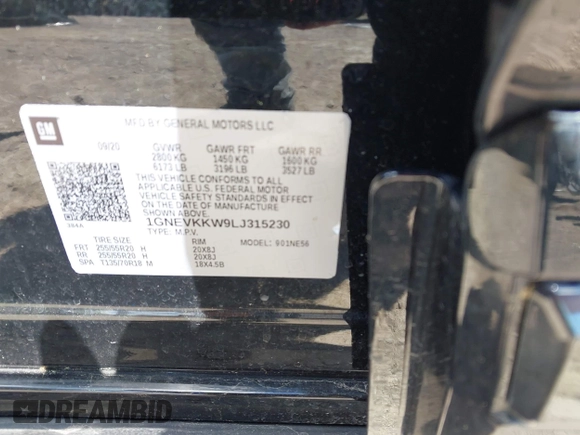 GM
MFG BY GENERAL MOTORS LLC
09/20 GVWR GAWR FRT GAWR RR
2800 KG 1450 KG 1600 KG
6173 LB 3196 LB 3527 LB
THIS VEHICLE CONFORMS TO ALL
APPLICABLE U.S. FEDERAL MOTOR
VEHICLE SAFETY STANDARDS IN EFFECT
ON THE DATE OF MANUFACTURE
SHOWN ABOVE.
1GNEVKKW9LJ315230
TYPE: M.P.V. MODEL: 901NE56
TIRE SIZE RIM
FRT 255/55R20 H 20X8J
RR 255/55R20 H 20X8J
SPA T135/70R18 M 18X4.5B
DREAMBID